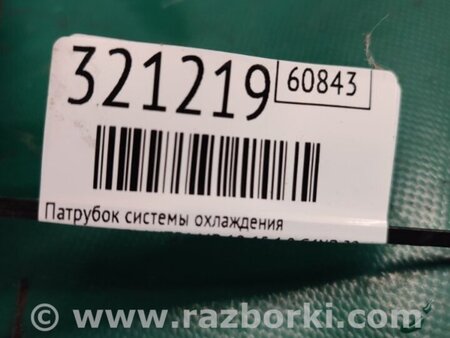 321219
60843
Патрубок системы охлаждения
© www.razborki.com